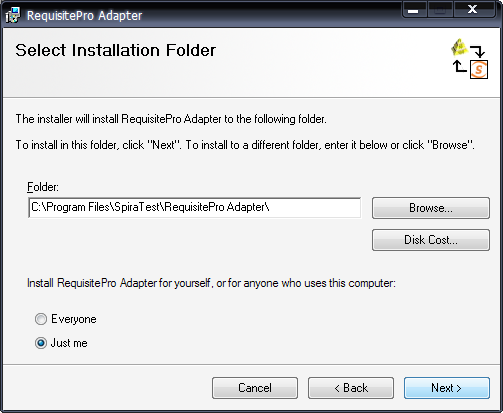 RequisitePro Adapter
Select Installation Folder
The installer will install RequisitePro Adapter to the following folder.
To install in this folder, click "Next". To install to a different folder, enter it below or click "Browse".
Folder:
C:\Program Files\SpiraTest\RequisitePro Adapter\
Browse...
Disk Cost...
Install RequisitePro Adapter for yourself, or for anyone who uses this computer:
Everyone
Just me
Cancel
< Back
Next >